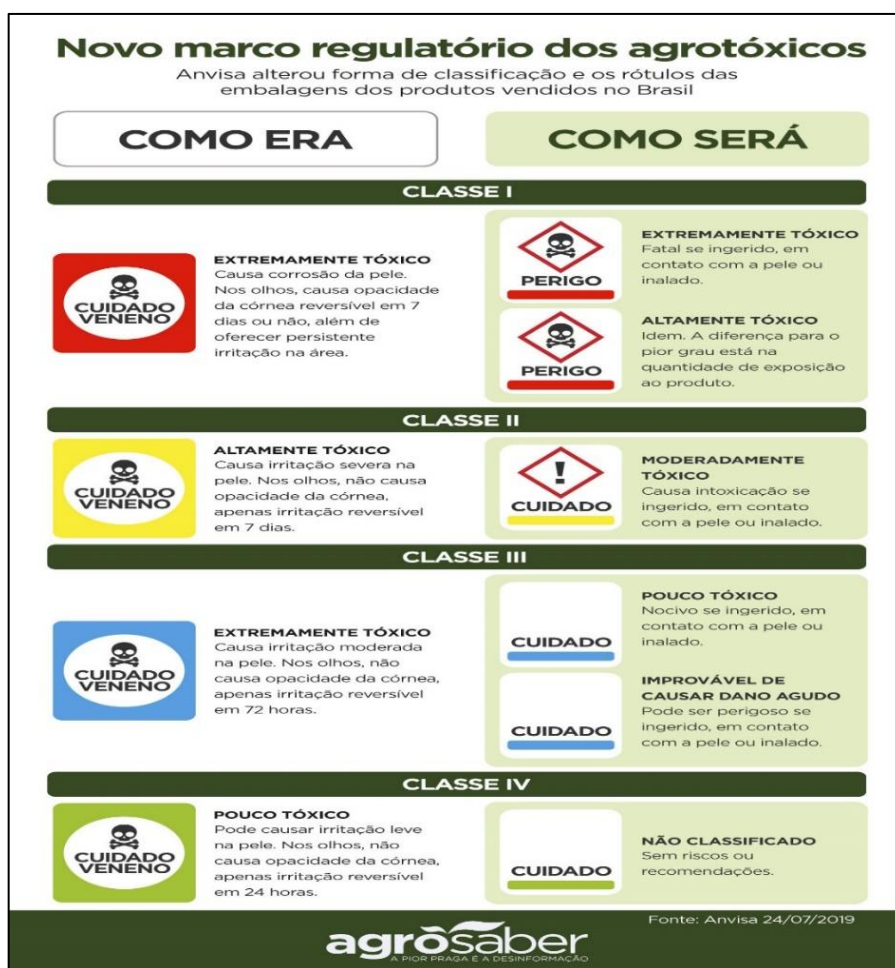 Novo marco regulatório dos agrotóxicos
Anvisa alterou forma de classificação e os rótulos das
embalagens dos produtos vendidos no Brasil
COMO ERA
COMO SERÁ
CLASSE I
CUIDADO
VENENO
EXTREMAMENTE TÓXICO
Causa corrosão da pele.
Nos olhos, causa opacidade
da córnea reversível em 7
dias ou não, além de
oferecer persistente
irritação na área.
PERIGO
EXTREMAMENTE TÓXICO
Fatal se ingerido, em
contato com a pele ou
inalado.
PERIGO
ALTAMENTE TÓXICO
Idem. A diferença para o
pior grau está na
quantidade de exposição
ao produto.
CLASSE II
CUIDADO
VENENO
ALTAMENTE TÓXICO
Causa irritação severa na
pele. Nos olhos, não causa
opacidade da córnea,
apenas irritação reversível
em 7 dias.
!
CUIDADO
MODERADAMENTE
TÓXICO
Causa intoxicação se
ingerido, em contato
com a pele ou inalado.
CLASSE III
CUIDADO
VENENO
EXTREMAMENTE TÓXICO
Causa irritação moderada
na pele. Nos olhos, não
causa opacidade da córnea,
apenas irritação reversível
em 72 horas.
CUIDADO
POUCO TÓXICO
Nocivo se ingerido, em
contato com a pele ou
inalado.
CUIDADO
IMPROVÁVEL DE
CAUSAR DANO AGUDO
Pode ser perigoso se
ingerido, em contato
com a pele ou inalado.
CLASSE IV
CUIDADO
VENENO
POUCO TÓXICO
Pode causar irritação leve
na pele. Nos olhos, não
causa opacidade da córnea,
apenas irritação reversível
em 24 horas.
CUIDADO
NÃO CLASSIFICADO
Sem riscos ou
recomendações.
Fonte: Anvisa 24/07/2019
agrosaber
A PIOR PRAGA É A DESINFORMAÇÃO